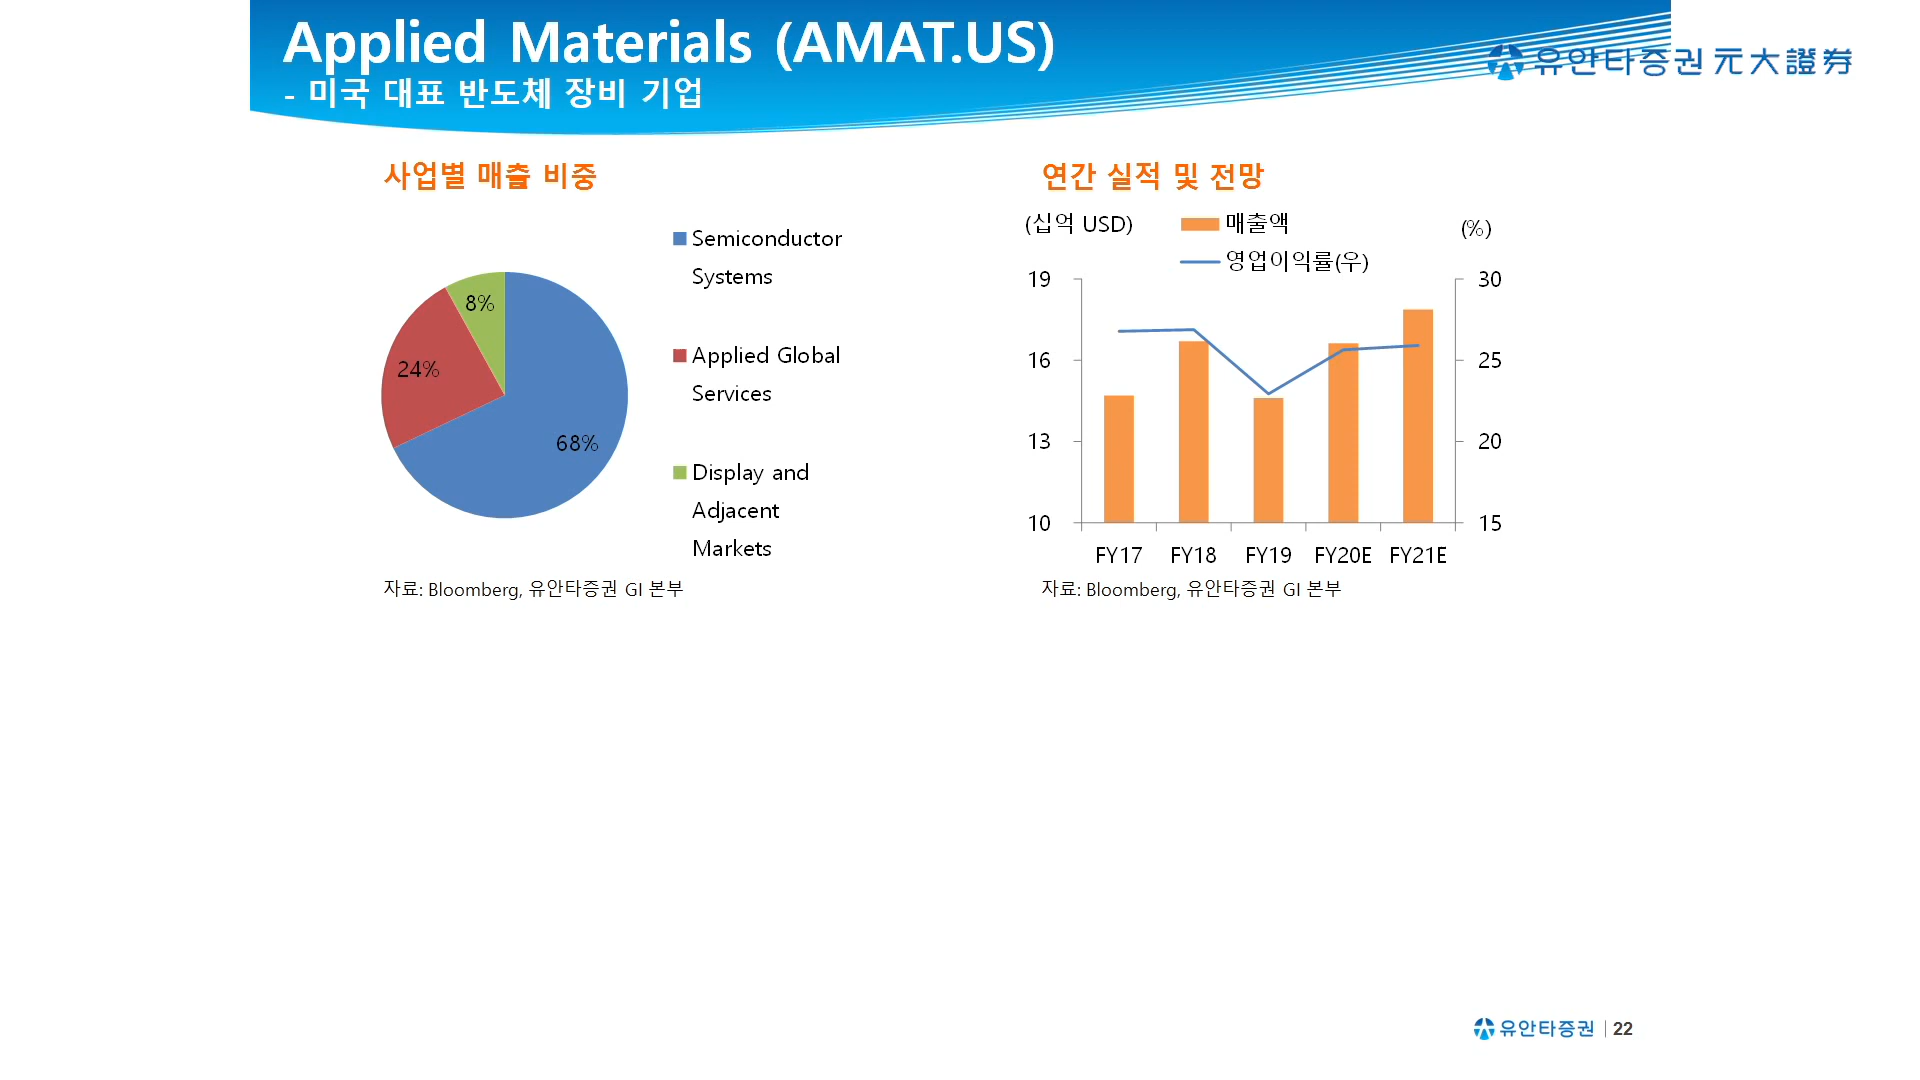 Applied Materials (AMAT.US)
- 미국 대표 반도체 장비 기업
유안타증권 元大證券
사업별 매출 비중
8%
24%
68%
Semiconductor
Systems
Applied Global
Services
Display and
Adjacent
Markets
자료: Bloomberg, 유안타증권 GI 본부
연간 실적 및 전망
(십억 USD)
매출액
영업이익률(우)
(%)
19
16
13
10
30
25
20
15
FY17 FY18 FY19 FY20E FY21E
자료: Bloomberg, 유안타증권 GI 본부
유안타증권 | 22